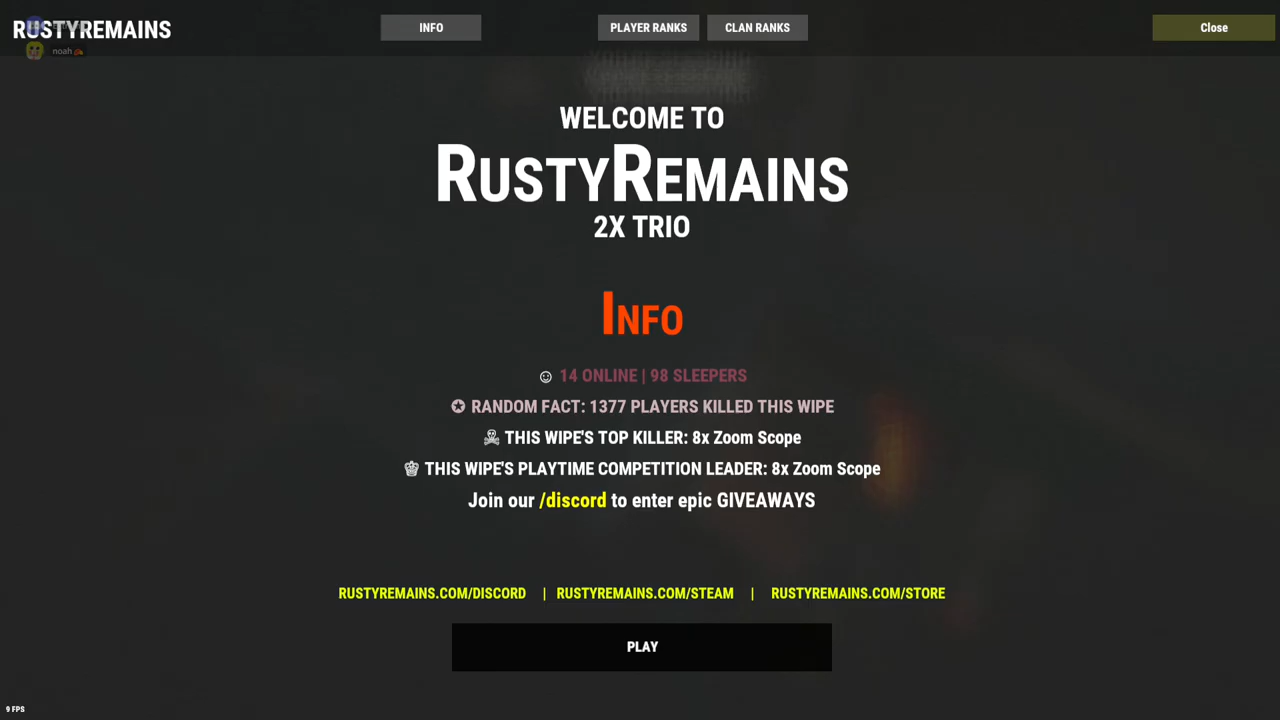 RUSTYREMAINS
INFO
PLAYER RANKS
CLAN RANKS
Close
noah
WELCOME TO
RUSTYREMAINS
2X TRIO
INFO
14 ONLINE | 98 SLEEPERS
RANDOM FACT: 1377 PLAYERS KILLED THIS WIPE
THIS WIPE'S TOP KILLER: 8x Zoom Scope
THIS WIPE'S PLAYTIME COMPETITION LEADER: 8x Zoom Scope
Join our /discord to enter epic GIVEAWAYS
RUSTYREMAINS.COM/DISCORD | RUSTYREMAINS.COM/STEAM | RUSTYREMAINS.COM/STORE
PLAY
9 FPS